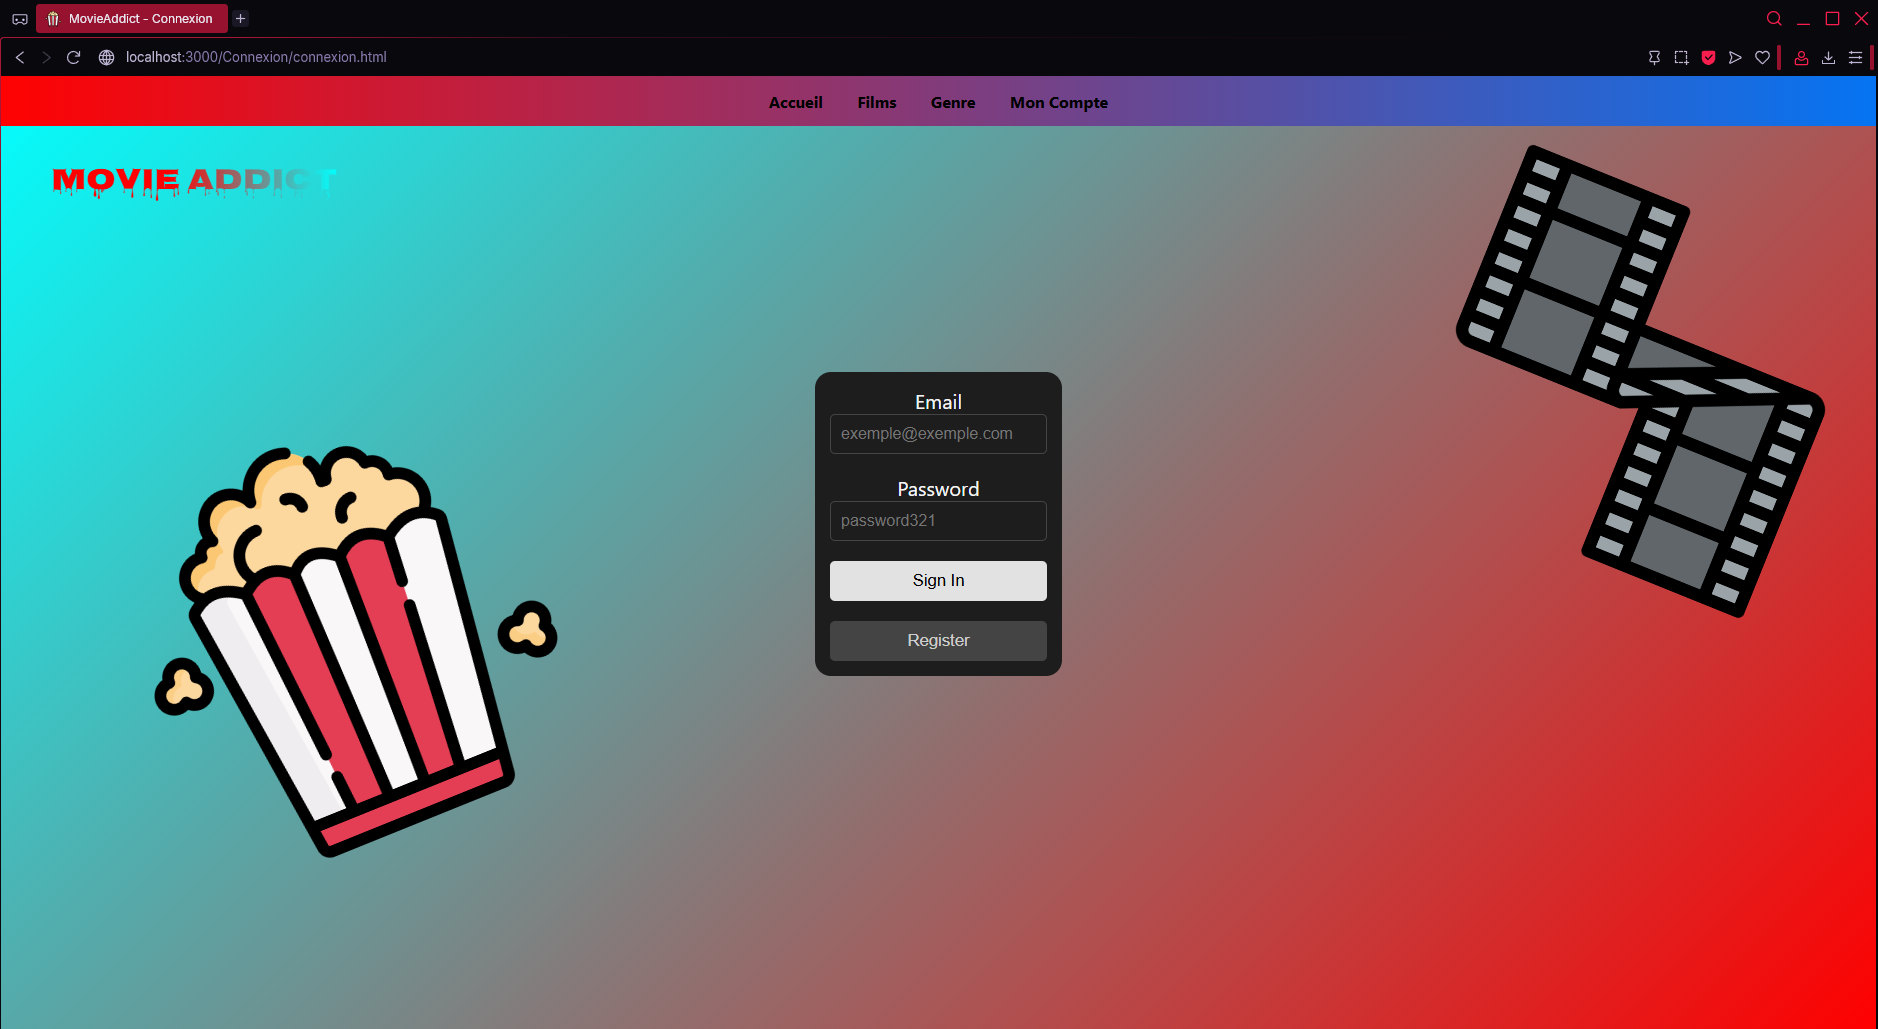 MovieAddict - Connexion
localhost:3000/Connexion/connexion.html
Accueil Films Genre Mon Compte
MOVIE ADDICT
Email
exemple@exemple.com
Password
password321
Sign In
Register